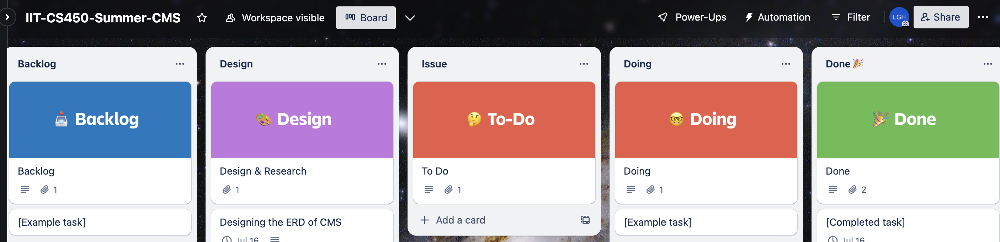 IIT-CS450-Summer-CMS Workspace visible Board Power-Ups Automation Filter LGH Share
Backlog
Backlog
Backlog
1
[Example task]
Design
Design
Design & Research
1
Designing the ERD of CMS
Jul 16
Issue
To-Do
To Do
1
Add a card
Doing
Doing
Doing
1
[Example task]
Done
Done
Done
2
[Completed task]
Jul 16